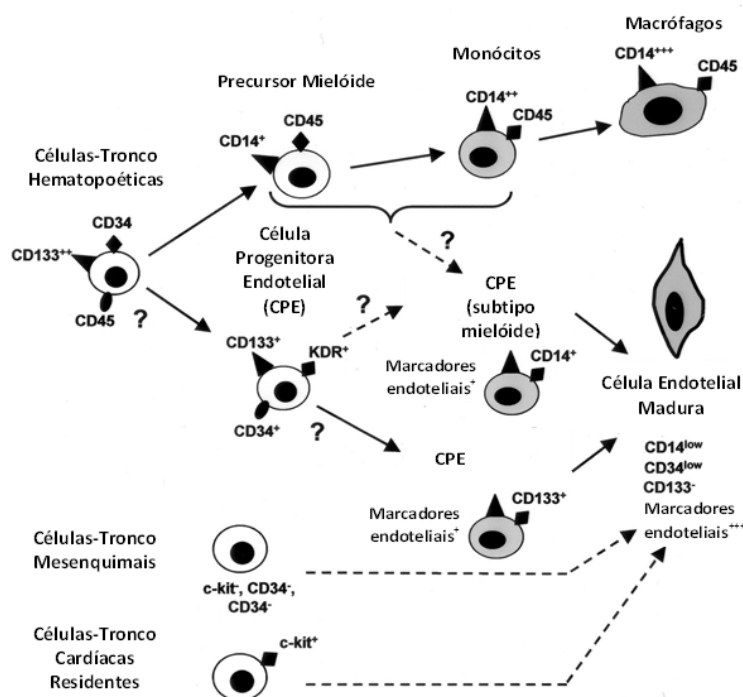 Macrófagos
CD14+++
CD45
Monócitos
CD14++
CD45
Precursor Mielóide
CD45
CD14+
Células-Tronco
Hematopoéticas
CD34
CD133++
CD45
?
Célula
Progenitora
Endotelial
(CPE)
?
?
CD133+
KDR+
CD34+
?
CPE
(subtipo
mielóide)
CD14+
Marcadores
endoteliais+
CPE
CD133+
Marcadores
endoteliais+
Célula Endotelial
Madura
CD14low
CD34low
CD133-
Marcadores
endoteliais+++
Células-Tronco
Mesenquimais
c-kit-, CD34-,
CD34-
Células-Tronco
Cardíacas
Residentes
c-kit+